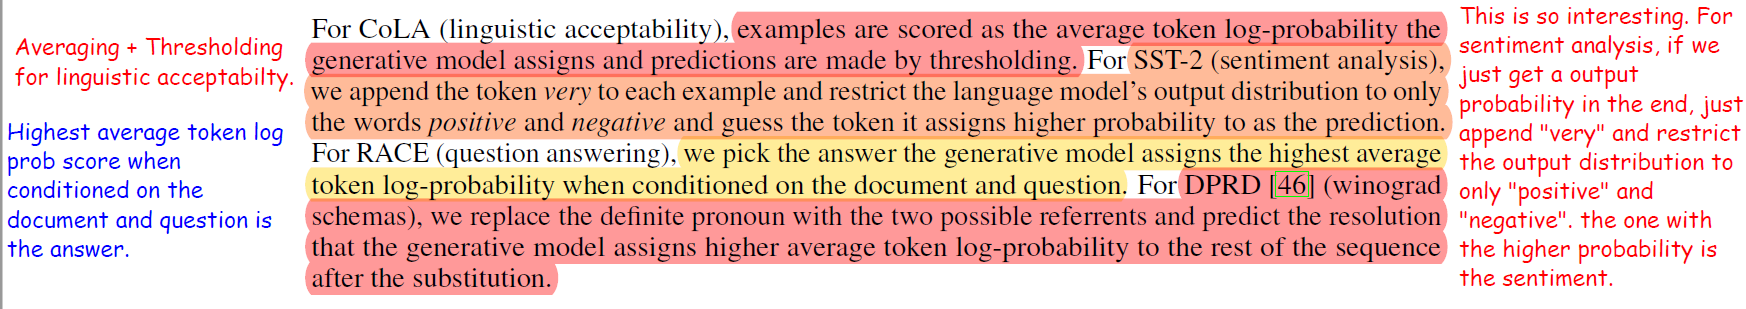 Averaging + Thresholding
for linguistic acceptabilty.
Highest average token log
prob score when
conditioned on the
document and question is
the answer.
For CoLA (linguistic acceptability), examples are scored as the average token log-probability the
generative model assigns and predictions are made by thresholding. For SST-2 (sentiment analysis),
we append the token very to each example and restrict the language model's output distribution to only
the words positive and negative and guess the token it assigns higher probability to as the prediction.
For RACE (question answering), we pick the answer the generative model assigns the highest average
token log-probability when conditioned on the document and question. For DPRD [46] (winograd
schemas), we replace the definite pronoun with the two possible referrents and predict the resolution
that the generative model assigns higher average token log-probability to the rest of the sequence
after the substitution.
This is so interesting. For
sentiment analysis, if we
just get a output
probability in the end, just
append "very" and restrict
the output distribution to
only "positive" and
"negative". the one with
the higher probability is
the sentiment.